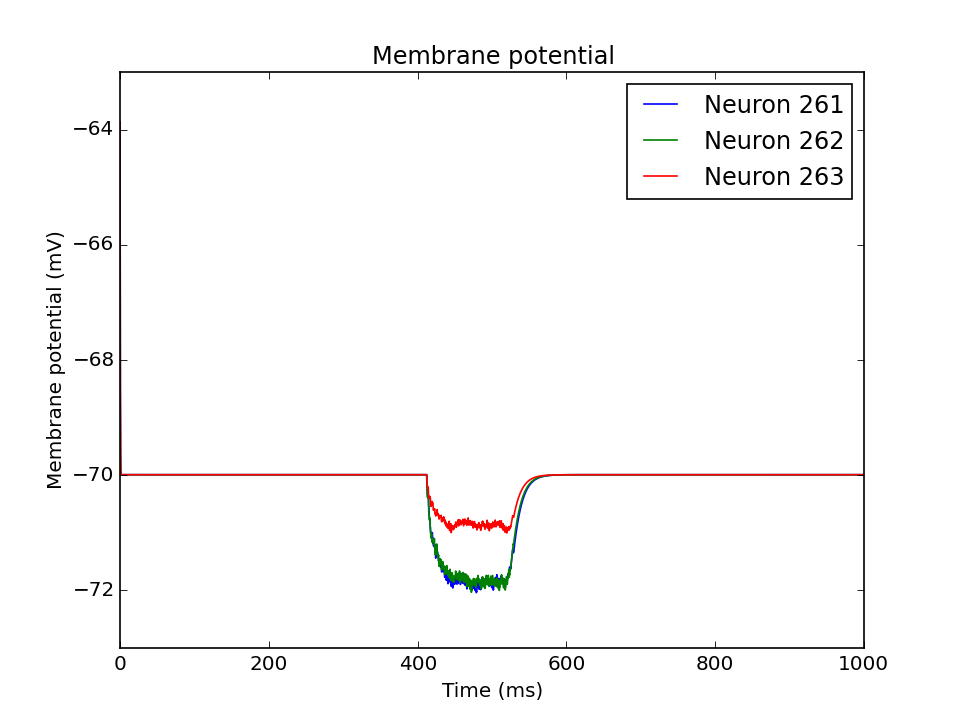 Membrane potential
Neuron 261
Neuron 262
Neuron 263
Membrane potential (mV)
−64
−66
−68
−70
−72
0 200 400 600 800 1000
Time (ms)